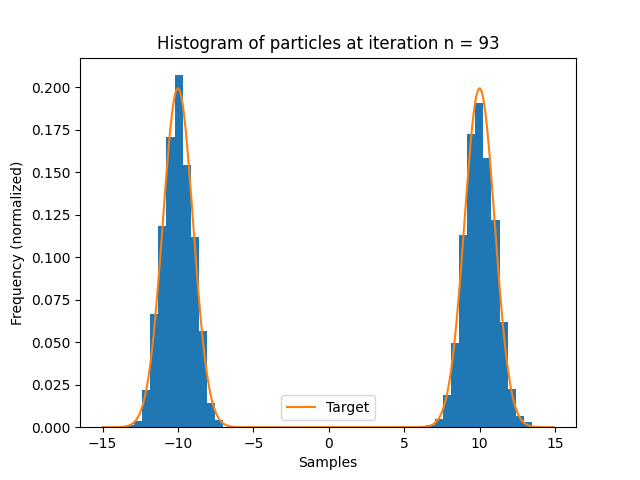 Histogram of particles at iteration n = 93
Frequency (normalized)
0.200
0.175
0.150
0.125
0.100
0.075
0.050
0.025
0.000
Target
−15 −10 −5 0 5 10 15
Samples